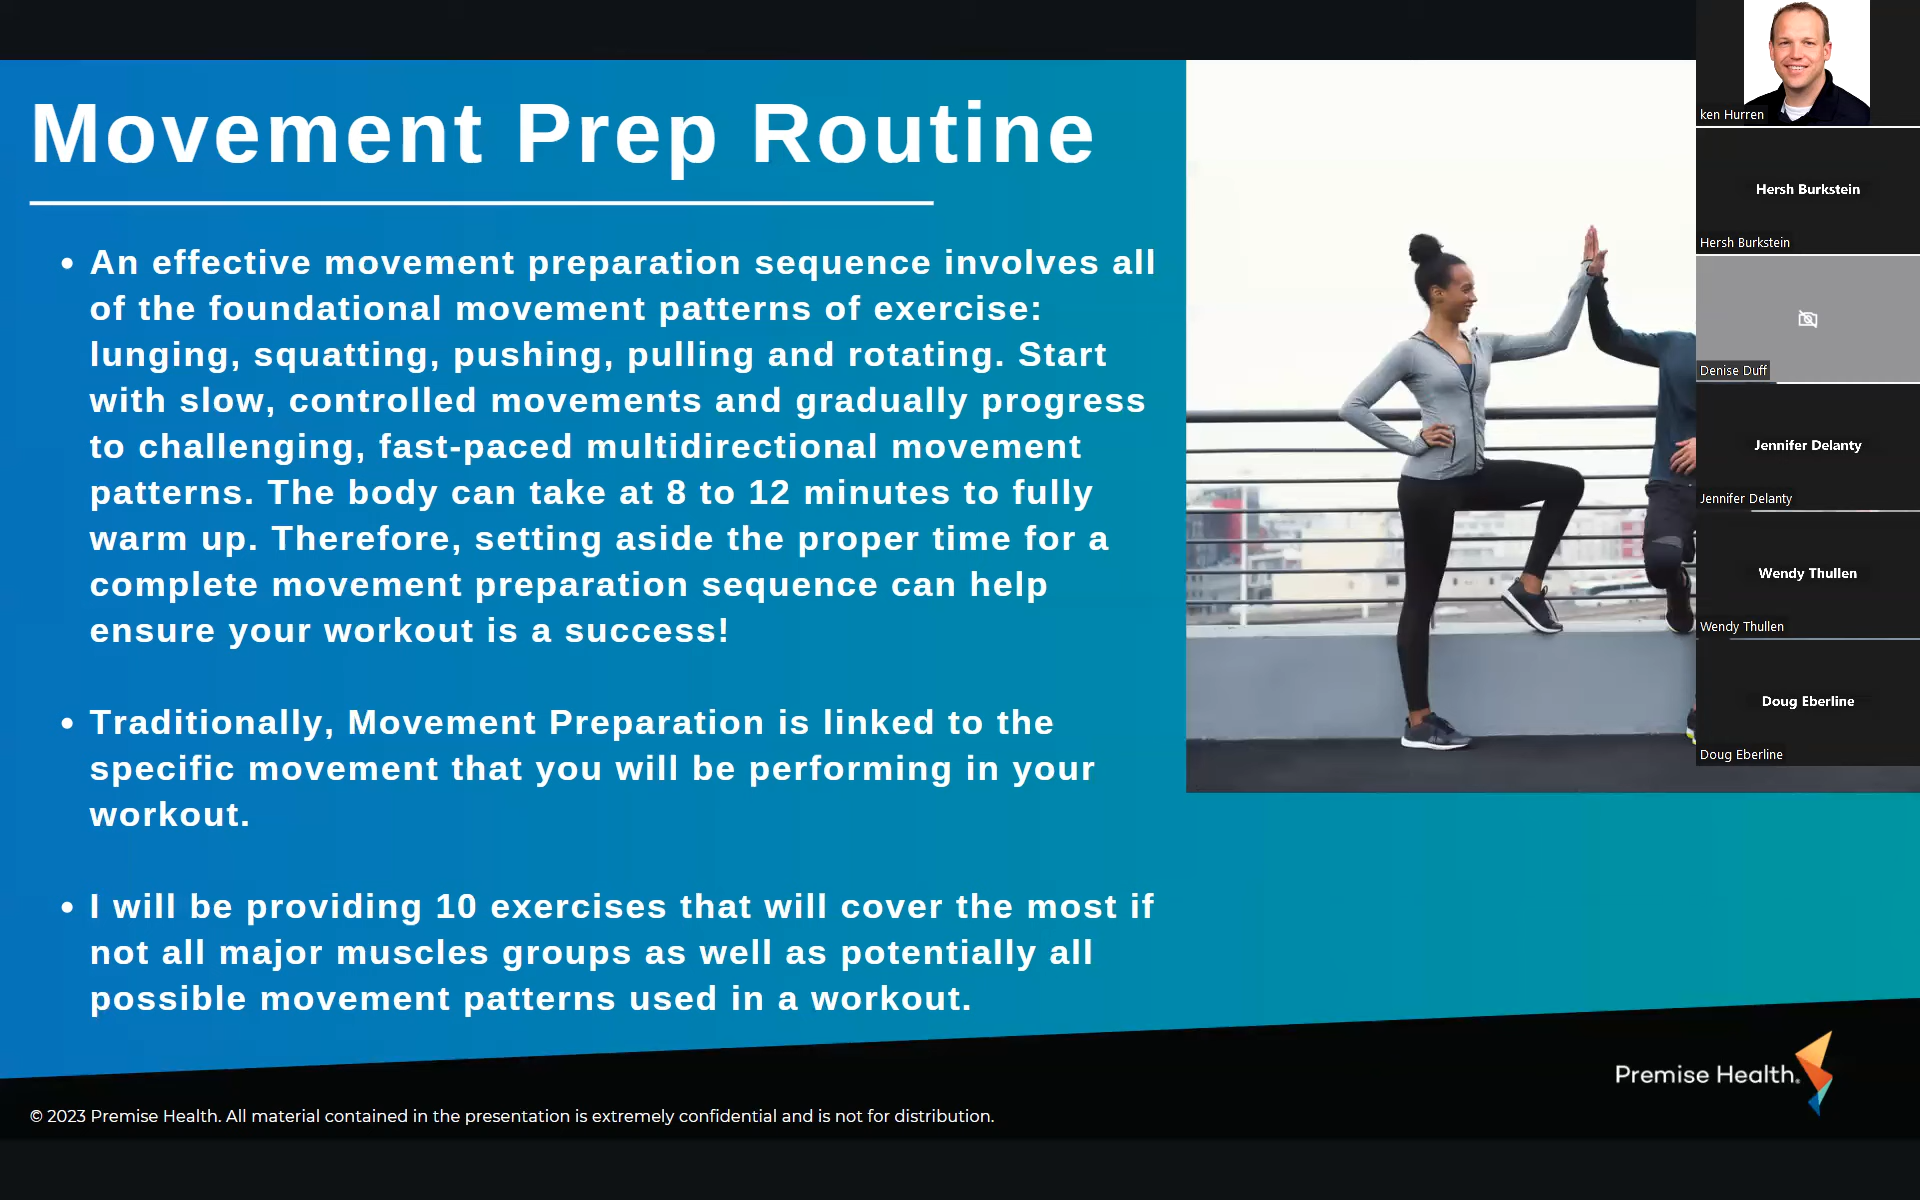 Movement Prep Routine
• An effective movement preparation sequence involves all
of the foundational movement patterns of exercise:
lunging, squatting, pushing, pulling and rotating. Start
with slow, controlled movements and gradually progress
to challenging, fast-paced multidirectional movement
patterns. The body can take at 8 to 12 minutes to fully
warm up. Therefore, setting aside the proper time for a
complete movement preparation sequence can help
ensure your workout is a success!
• Traditionally, Movement Preparation is linked to the
specific movement that you will be performing in your
workout.
• I will be providing 10 exercises that will cover the most if
not all major muscles groups as well as potentially all
possible movement patterns used in a workout.
Premise Health®
© 2023 Premise Health. All material contained in the presentation is extremely confidential and is not for distribution.
ken Hurren
Hersh Burkstein
Hersh Burkstein
Denise Duff
Jennifer Delanty
Jennifer Delanty
Wendy Thullen
Wendy Thullen
Doug Eberline
Doug Eberline